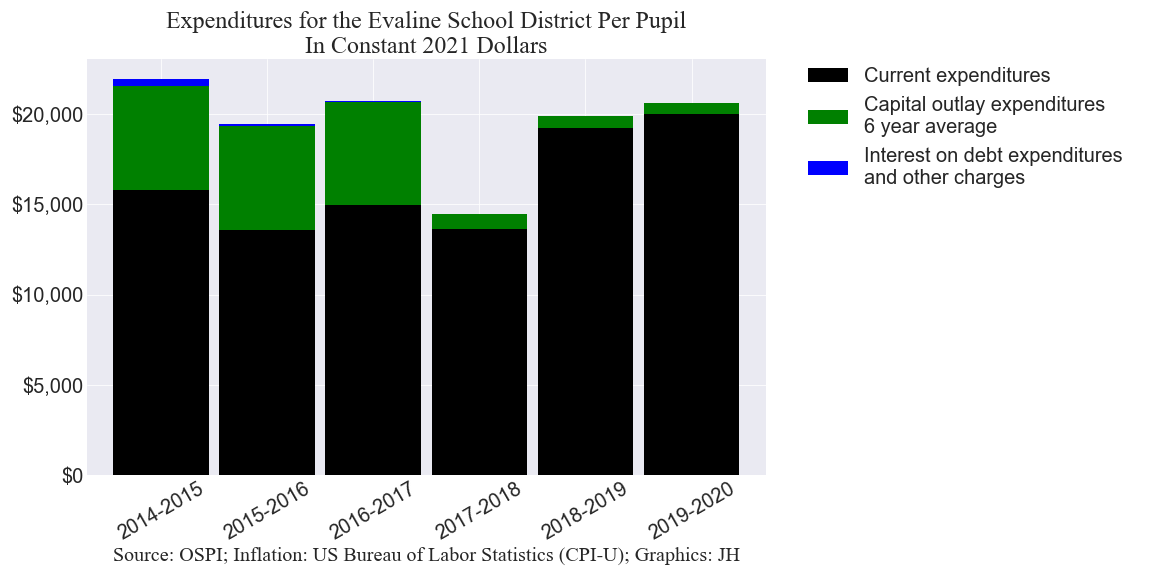 Expenditures for the Evaline School District Per Pupil
In Constant 2021 Dollars
$20,000
$15,000
$10,000
$5,000
$0
2014-2015
2015-2016
2016-2017
2017-2018
2018-2019
2019-2020
Current expenditures
Capital outlay expenditures
6 year average
Interest on debt expenditures
and other charges
Source: OSPI; Inflation: US Bureau of Labor Statistics (CPI-U); Graphics: JH